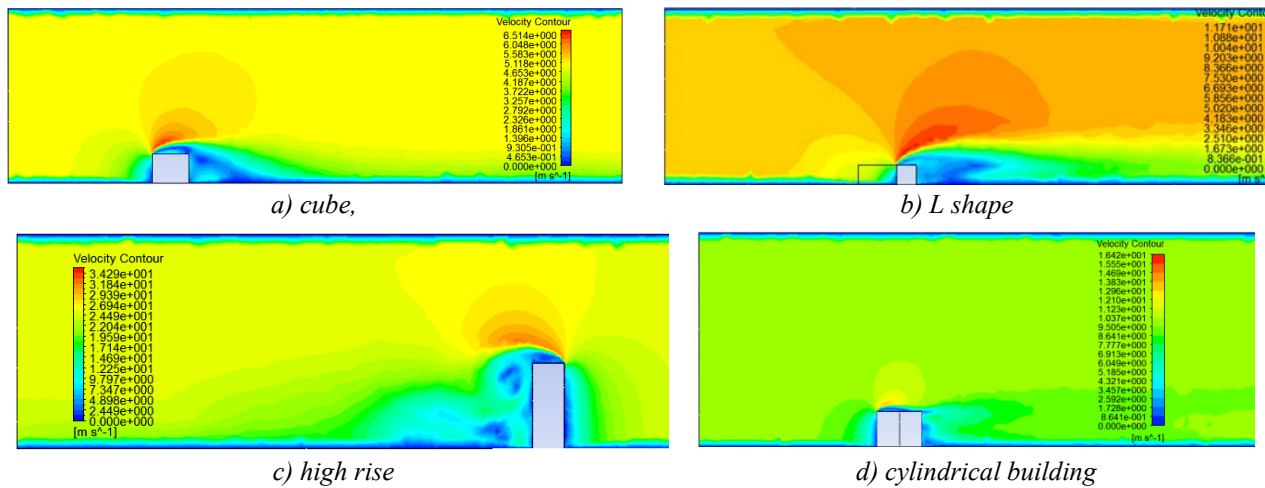 Velocity Contour
6.514e+000
6.048e+000
5.583e+000
5.118e+000
4.653e+000
4.187e+000
3.722e+000
3.257e+000
2.792e+000
2.326e+000
1.861e+000
1.396e+000
9.305e-001
4.653e-001
0.000e+000
[m s^-1]
a) cube,
Velocity Contou
1.171e+001
1.088e+001
1.004e+001
9.203e+000
8.366e+000
7.530e+000
6.693e+000
5.856e+000
5.020e+000
4.183e+000
3.346e+000
2.510e+000
1.673e+000
8.366e-001
0.000e+000
[m s^
b) L shape
Velocity Contour
3.429e+001
3.184e+001
2.939e+001
2.694e+001
2.449e+001
2.204e+001
1.959e+001
1.714e+001
1.469e+001
1.225e+001
9.797e+000
7.347e+000
4.898e+000
2.449e+000
0.000e+000
[m s^-1]
c) high rise
Velocity Contour
1.642e+001
1.555e+001
1.469e+001
1.383e+001
1.296e+001
1.210e+001
1.123e+001
1.037e+001
9.505e+000
8.641e+000
7.777e+000
6.913e+000
6.049e+000
5.185e+000
4.321e+000
3.457e+000
2.592e+000
1.728e+000
8.641e-001
0.000e+000
[m s^-1]
d) cylindrical building